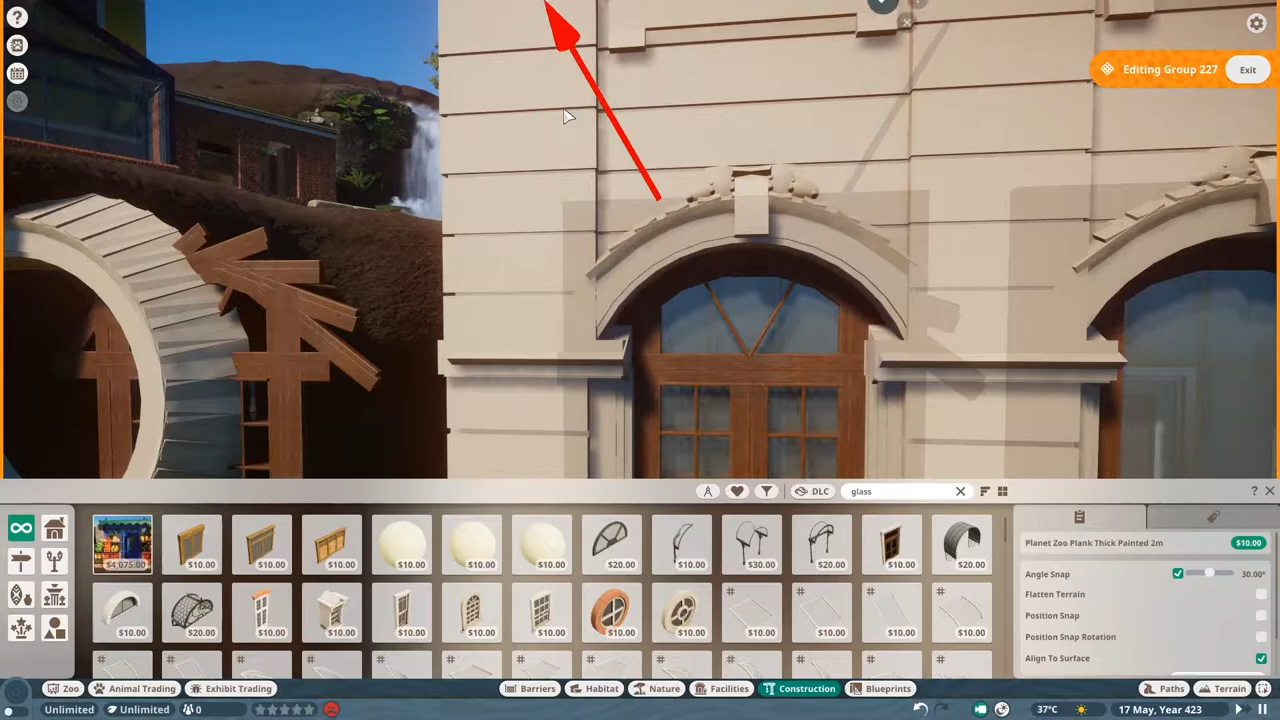 ?
Editing Group 227 Exit
DLC glass ?
$4,075.00 $10.00 $10.00 $10.00 $10.00 $10.00 $10.00 $20.00 $10.00 $30.00 $10.00 $10.00 $20.00
$10.00 $20.00 $10.00 $10.00 $10.00 $10.00 $10.00 $10.00 $10.00 $10.00 $10.00 $10.00 $10.00
Planet Zoo Plank Thick Painted 2m $10.00
Angle Snap 30.00°
Flatten Terrain
Position Snap
Position Snap Rotation
Align To Surface
Zoo Animal Trading Exhibit Trading Barriers Habitat Nature Facilities Construction Blueprints Paths Terrain
Unlimited Unlimited 0 37°C 17 May, Year 423